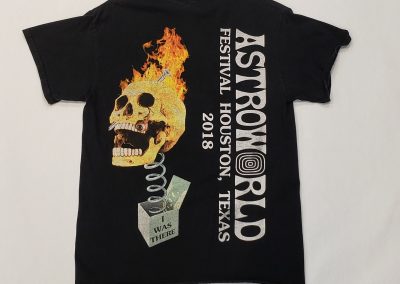 ASTROWORLD
FESTIVAL HOUSTON, TEXAS
2018
I
WAS
THERE